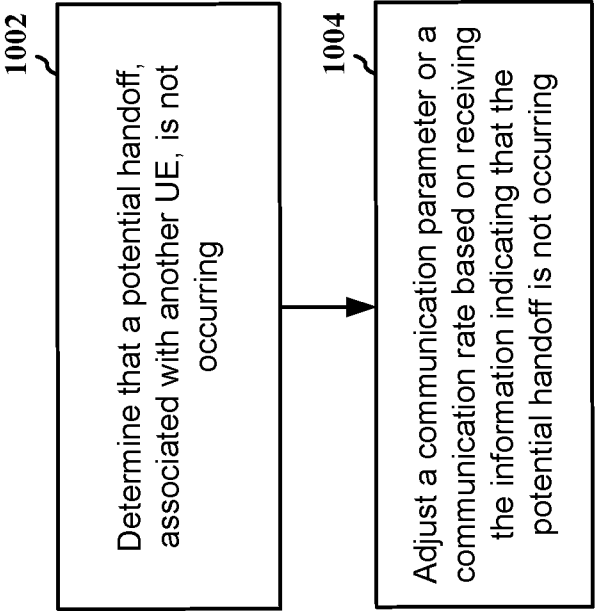 1002
Determine that a potential handoff,
associated with another UE, is not
occurring
1004
Adjust a communication parameter or a
communication rate based on receiving
the information indicating that the
potential handoff is not occurring